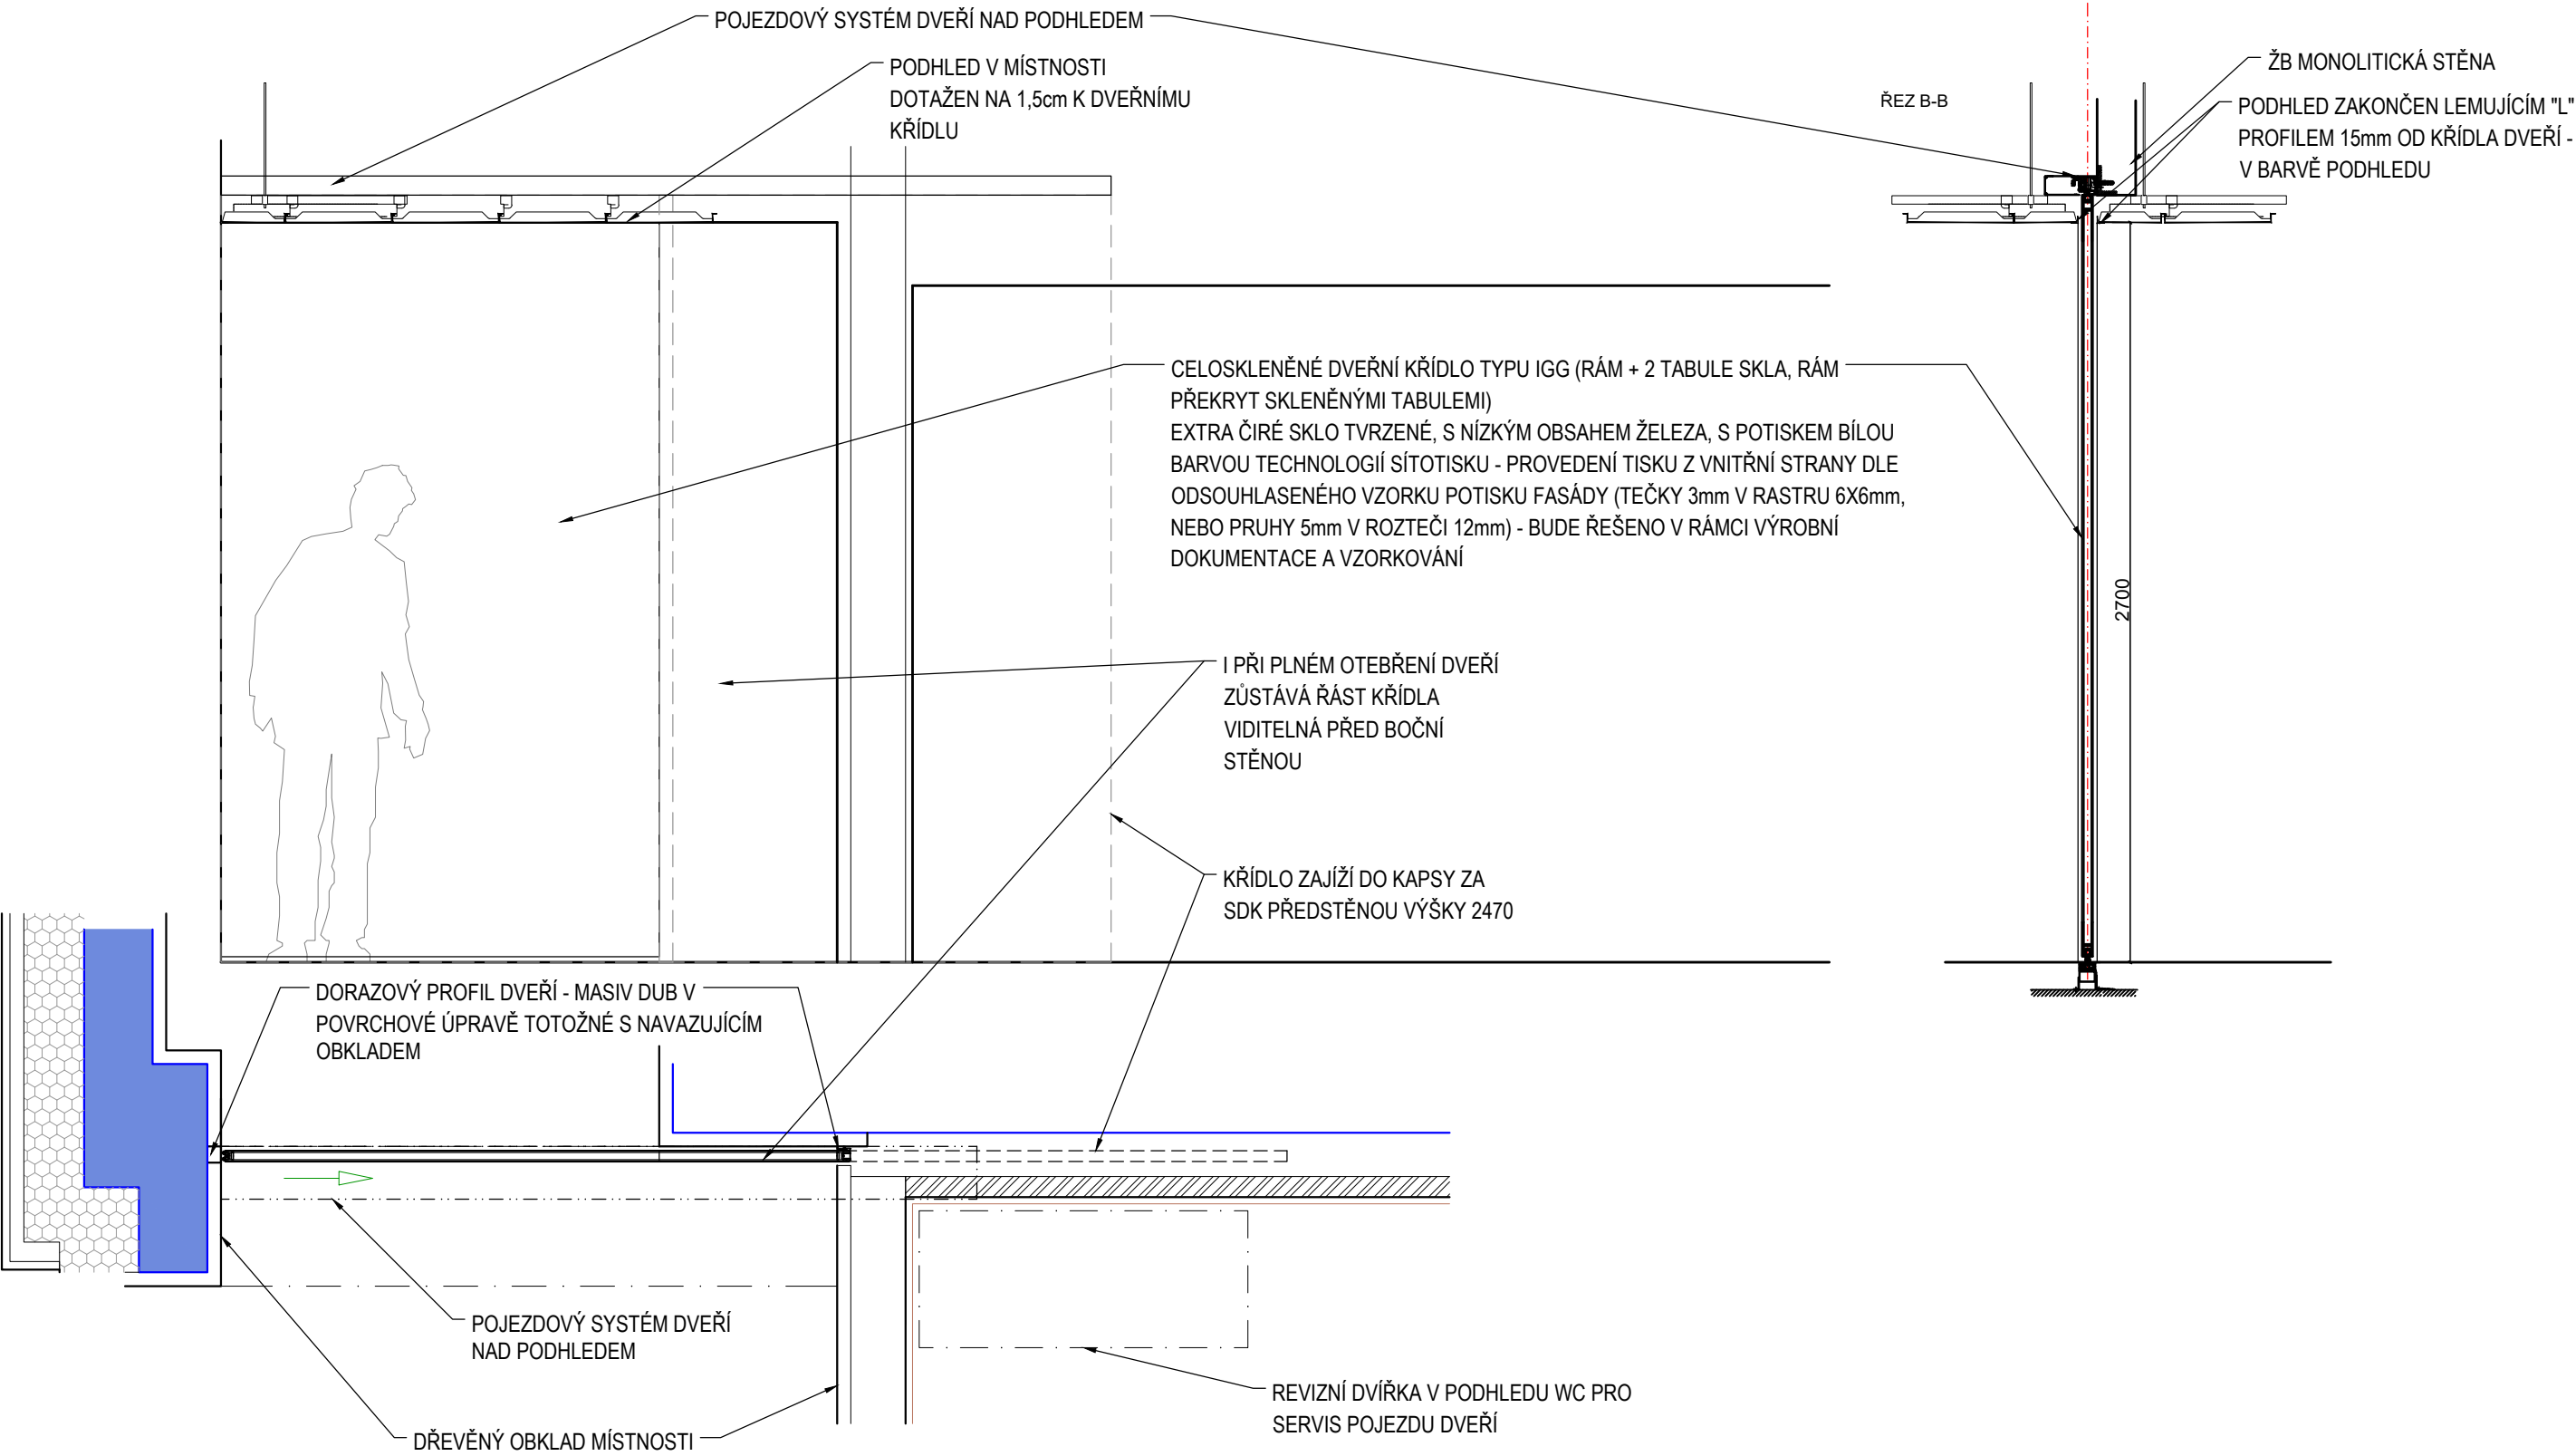 POJEZDOVÝ SYSTÉM DVEŘÍ NAD PODHLEDEM
PODHLED V MÍSTNOSTI
DOTAŽEN NA 1,5cm K DVEŘNÍMU
KŘÍDLU
ŘEZ B-B
ŽB MONOLITICKÁ STĚNA
PODHLED ZAKONČEN LEMUJÍCÍM "L"
PROFILEM 15mm OD KŘÍDLA DVEŘÍ -
V BARVĚ PODHLEDU
CELOSKLENĚNÉ DVEŘNÍ KŘÍDLO TYPU IGG (RÁM + 2 TABULE SKLA, RÁM
PŘEKRYT SKLENĚNÝMI TABULEMI)
EXTRA ČIRÉ SKLO TVRZENÉ, S NÍZKÝM OBSAHEM ŽELEZA, S POTISKEM BÍLOU
BARVOU TECHNOLOGIÍ SÍTOTISKU - PROVEDENÍ TISKU Z VNITŘNÍ STRANY DLE
ODSOUHLASENÉHO VZORKU POTISKU FASÁDY (TEČKY 3mm V RASTRU 6X6mm,
NEBO PRUHY 5mm V ROZTEČI 12mm) - BUDE ŘEŠENO V RÁMCI VÝROBNÍ
DOKUMENTACE A VZORKOVÁNÍ
2700
I PŘI PLNÉM OTEBŘENÍ DVEŘÍ
ZŮSTÁVÁ ŘÁST KŘÍDLA
VIDITELNÁ PŘED BOČNÍ
STĚNOU
KŘÍDLO ZAJÍŽÍ DO KAPSY ZA
SDK PŘEDSTĚNOU VÝŠKY 2470
DORAZOVÝ PROFIL DVEŘÍ - MASIV DUB V
POVRCHOVÉ ÚPRAVĚ TOTOŽNÉ S NAVAZUJÍCÍM
OBKLADEM
POJEZDOVÝ SYSTÉM DVEŘÍ
NAD PODHLEDEM
REVIZNÍ DVÍŘKA V PODHLEDU WC PRO
SERVIS POJEZDU DVEŘÍ
DŘEVĚNÝ OBKLAD MÍSTNOSTI